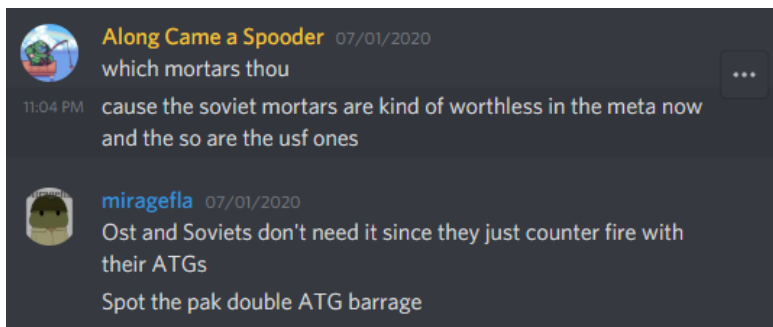 Along Came a Spooder 07/01/2020
which mortars thou
11:04 PM cause the soviet mortars are kind of worthless in the meta now
and the so are the usf ones
miragefla 07/01/2020
Ost and Soviets don't need it since they just counter fire with
their ATGs
Spot the pak double ATG barrage